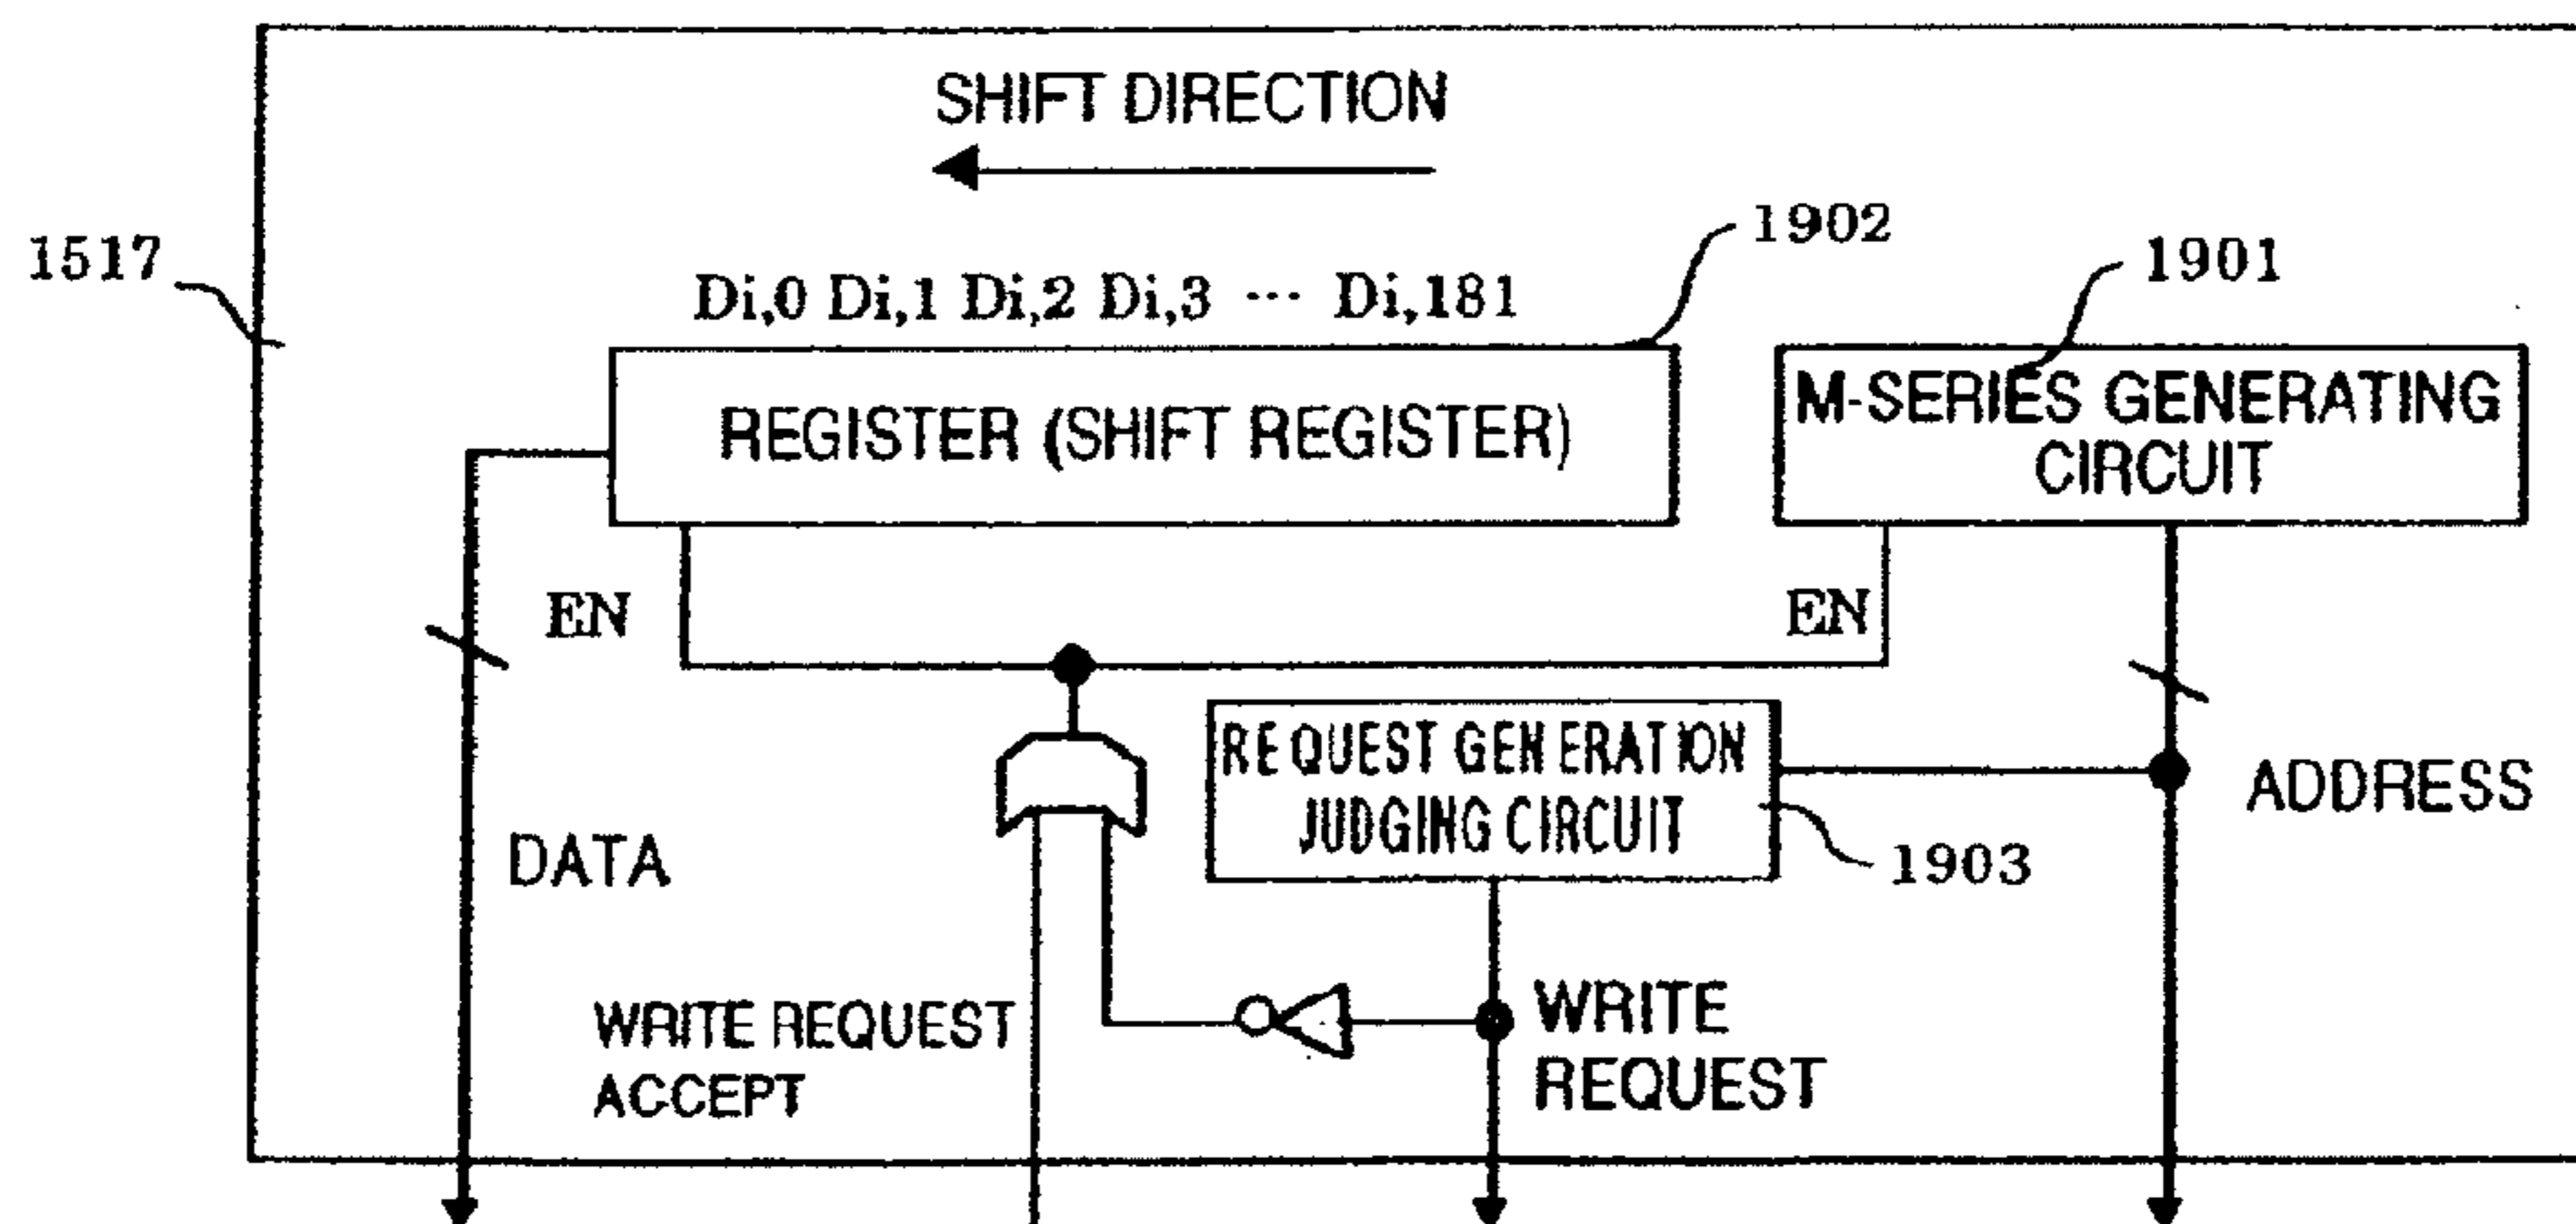 SHIFT DIRECTION
1902
1517
1901
Di,0 Di,1 Di,2 Di,3 ··· Di,181
REGISTER (SHIFT REGISTER)
M-SERIES GENERATING
CIRCUIT
EN
EN
REQUEST GENERATION
JUDGING CIRCUIT
ADDRESS
DATA
1903
WRITE REQUEST
ACCEPT
WRITE
REQUEST